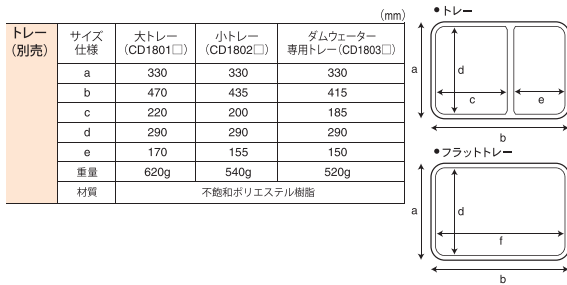 (mm)
トレー
(別売)
サイズ
仕様
大トレー
(CD1801□)
小トレー
(CD1802□)
ダムウェーター
専用トレー(CD1803□)
a 330 330 330
b 470 435 415
c 220 200 185
d 290 290 290
e 170 155 150
重量 620g 540g 520g
材質 不飽和ポリエステル樹脂
●トレー
a
d
c
e
b
●フラットトレー
a
d
f
b